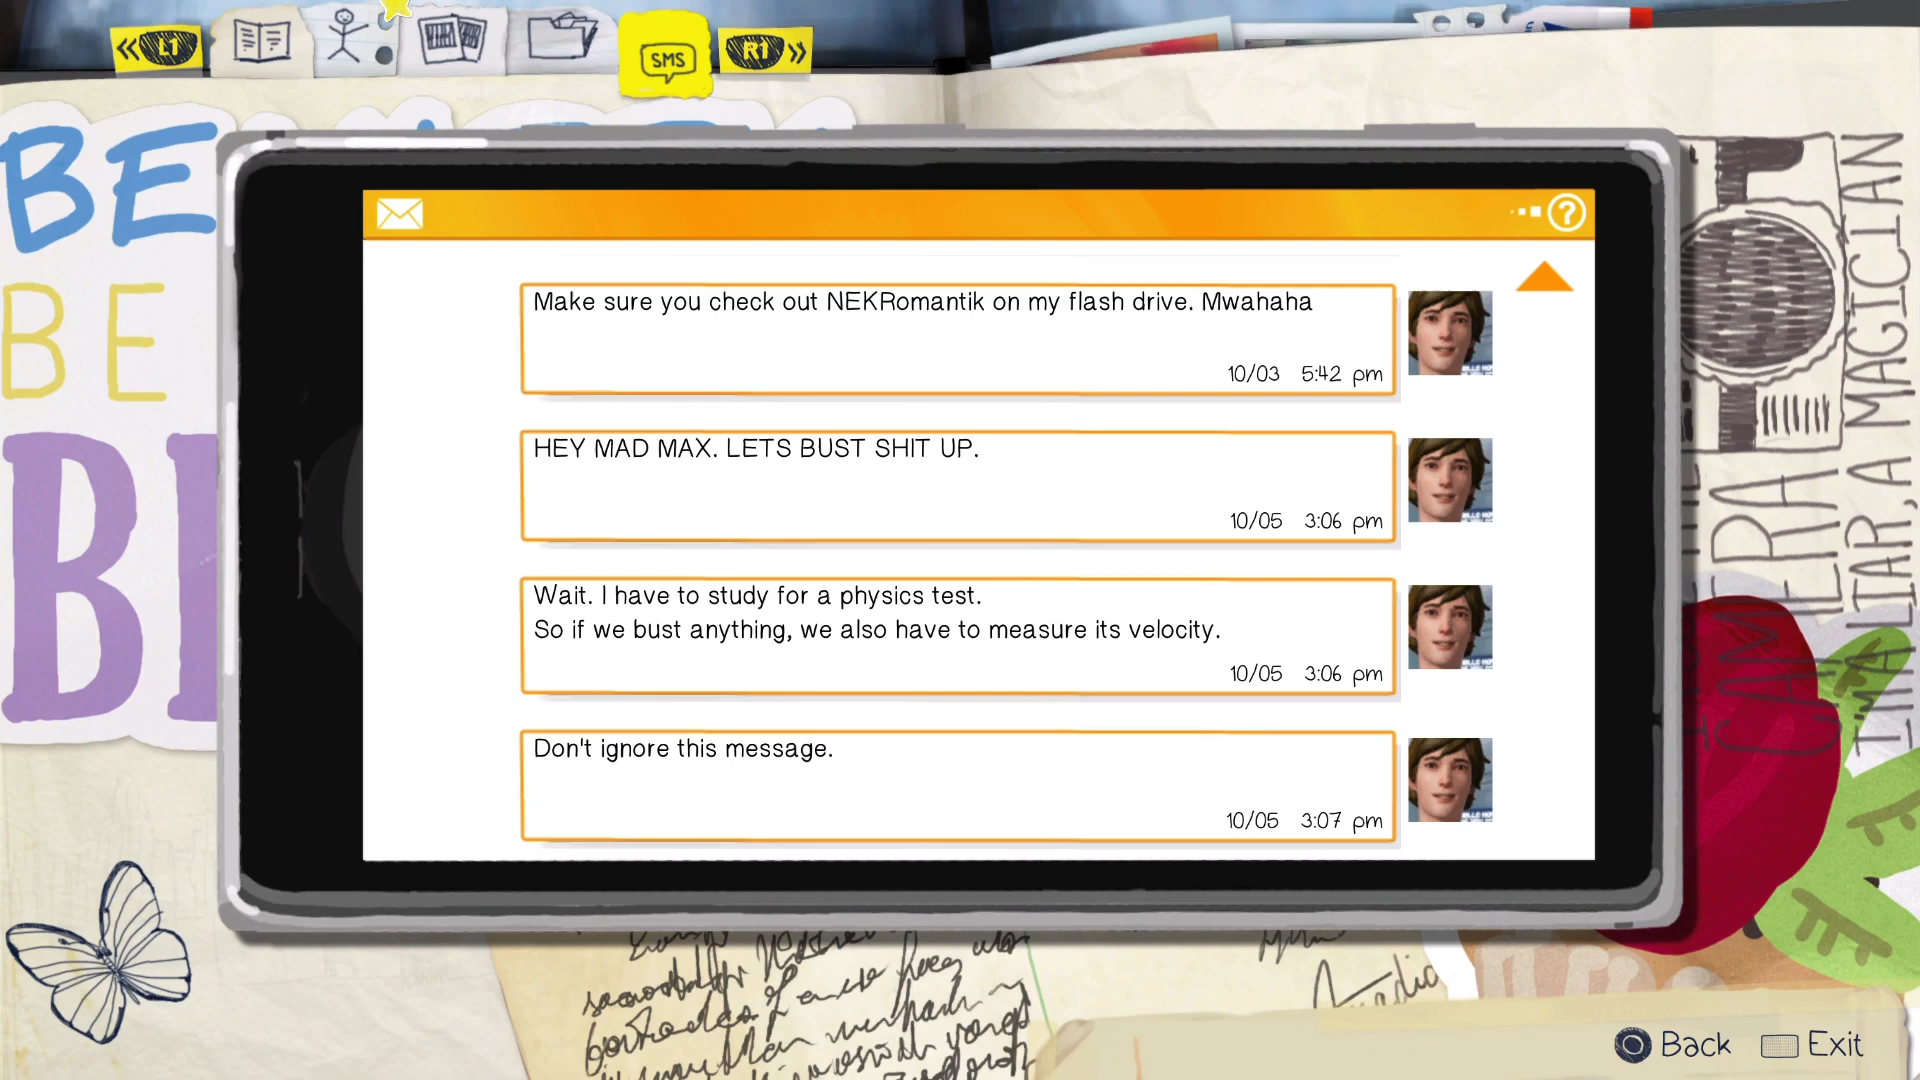 L1
SMS
R1
BE
BE
Make sure you check out NEKRomantik on my flash drive. Mwahaha
10/03 5:42 pm
HEY MAD MAX. LETS BUST SHIT UP.
10/05 3:06 pm
Wait. I have to study for a physics test.
So if we bust anything, we also have to measure its velocity.
10/05 3:06 pm
Don't ignore this message.
10/05 3:07 pm
?
I'M A LIAR, A MAGICIAN
Back
Exit